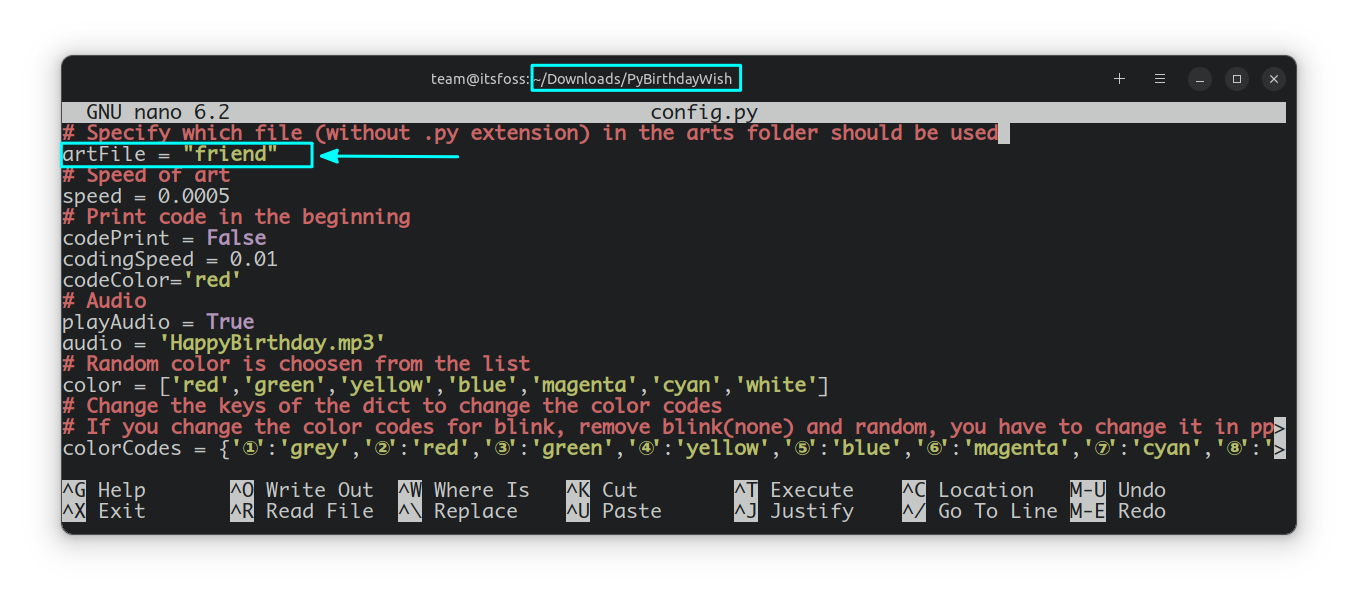 team@itsfoss:~/Downloads/PyBirthdayWish
GNU nano 6.2 config.py
# Specify which file (without .py extension) in the arts folder should be used
artFile = "friend"
# Speed of art
speed = 0.0005
# Print code in the beginning
codePrint = False
codingSpeed = 0.01
codeColor='red'
# Audio
playAudio = True
audio = 'HappyBirthday.mp3'
# Random color is choosen from the list
color = ['red','green','yellow','blue','magenta','cyan','white']
# Change the keys of the dict to change the color codes
# If you change the color codes for blink, remove blink(none) and random, you have to change it in pp>
colorCodes = {'①':'grey','②':'red','③':'green','④':'yellow','⑤':'blue','⑥':'magenta','⑦':'cyan','⑧':'>
^G Help ^O Write Out ^W Where Is ^K Cut ^T Execute ^C Location M-U Undo
^X Exit ^R Read File ^\ Replace ^U Paste ^J Justify ^/ Go To Line M-E Redo